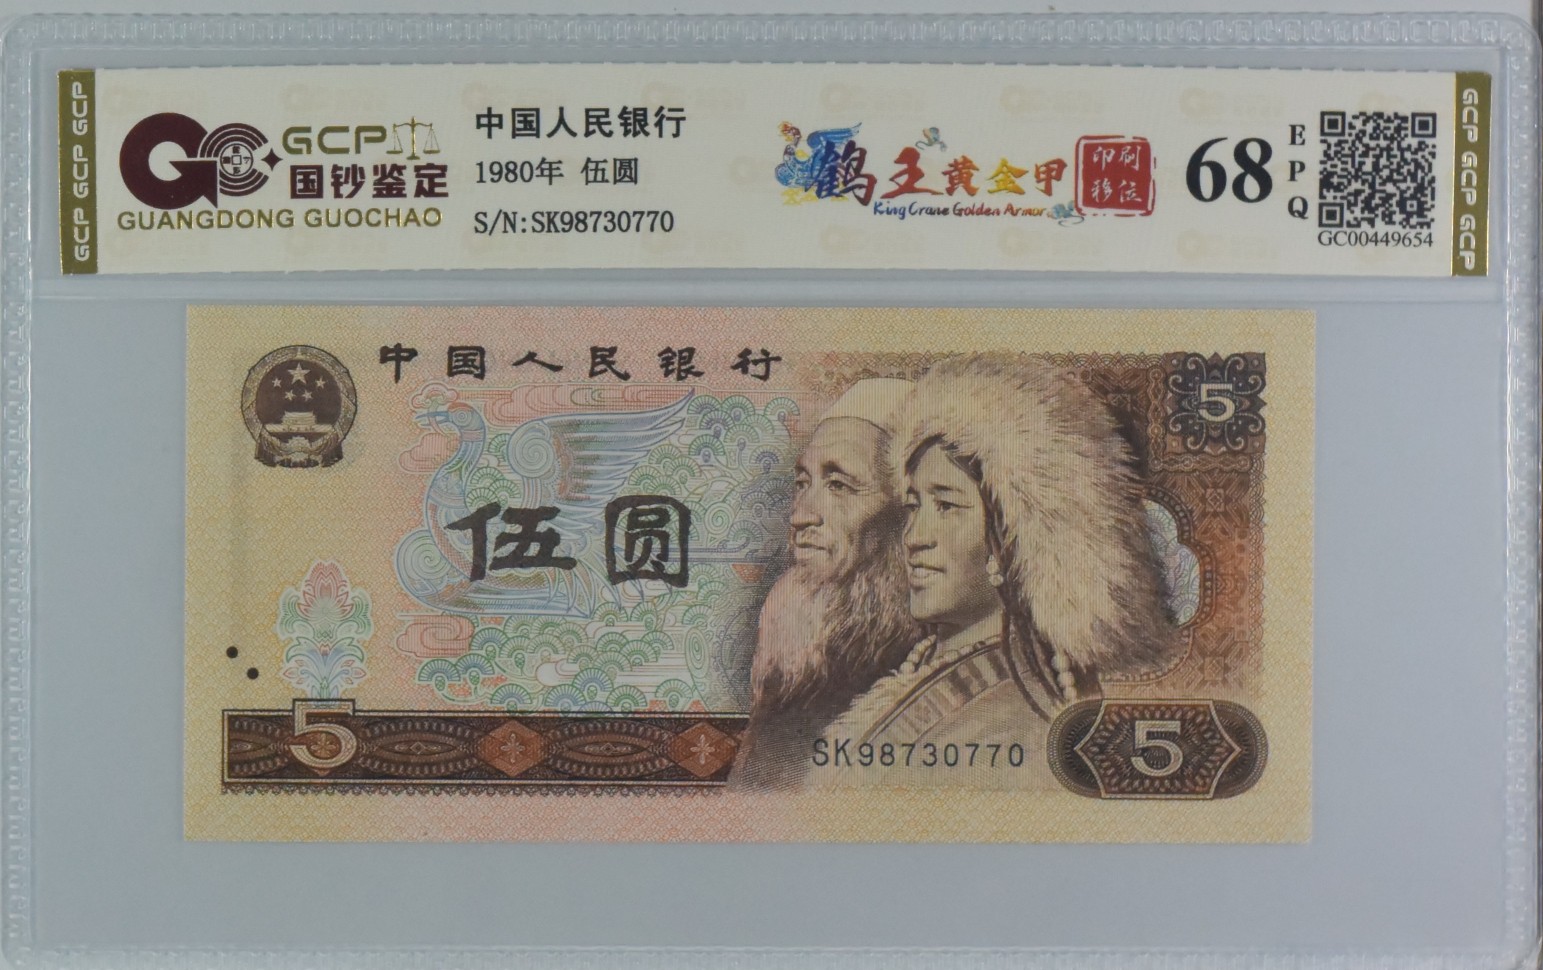 GCP GCP GCP
GCP
国钞鉴定
GUANGDONG GUOCHAO
中国人民银行
1980年 伍圆
S/N:SK98730770
鹤王黄金甲
King Crane Golden Armor
印刷
移位
68
E
P
Q
GC00449654
GCP GCP GCP
中国人民银行
5
伍圆
5
SK98730770
5